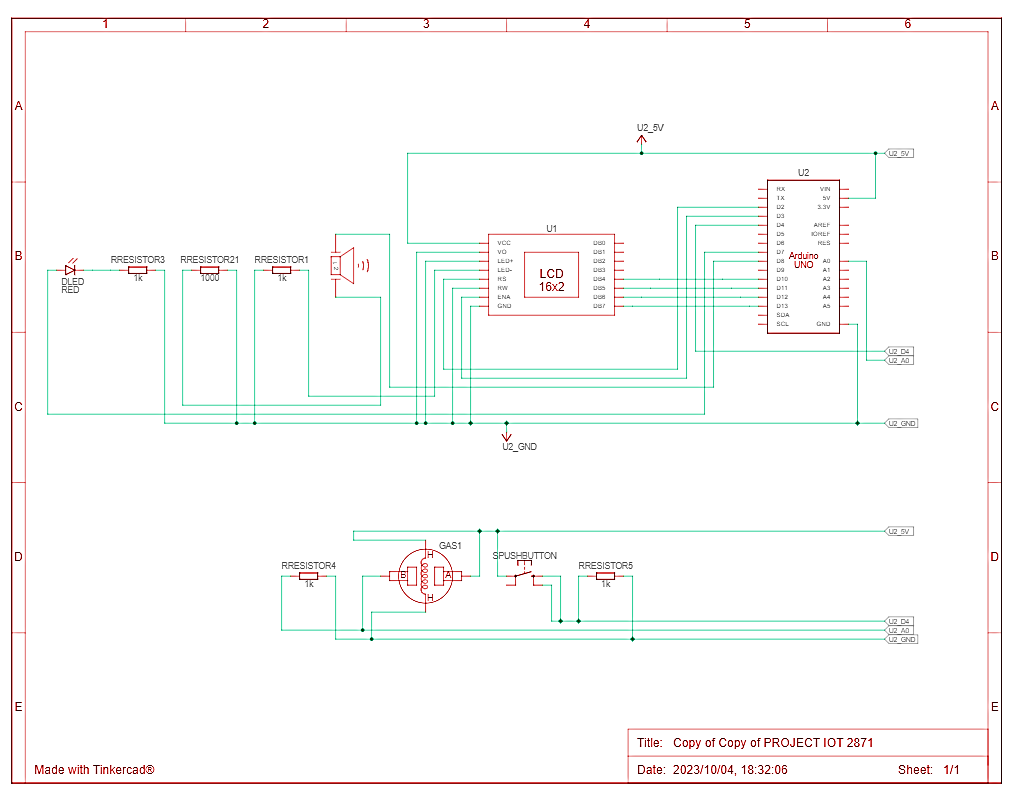 1 2 3 4 5 6
A A
U2_5V
U2_5V
U2
RX VIN
TX 5V
D2 3.3V
D3
D4 AREF
D5 IOREF
D6 RES
D7
D8 A0
D9 A1
D10 A2
D11 A3
D12 A4
D13 A5
SDA
SCL GND
Arduino
UNO
B B
U1
VCC DB0
VO DB1
LED+ DB2
LED- DB3
RS DB4
RW DB5
ENA DB6
GND DB7
LCD
16x2
DLED
RED
RRESISTOR3
1k
RRESISTOR21
1000
RRESISTOR1
1k
U2_D4
U2_A0
C C
U2_GND
U2_GND
U2_5V
D D
RRESISTOR4
1k
GAS1
H
B A
H
SPUSHBUTTON
RRESISTOR5
1k
U2_D4
U2_A0
U2_GND
E E
Title: Copy of Copy of PROJECT IOT 2871
Made with Tinkercad®
Date: 2023/10/04, 18:32:06 Sheet: 1/1